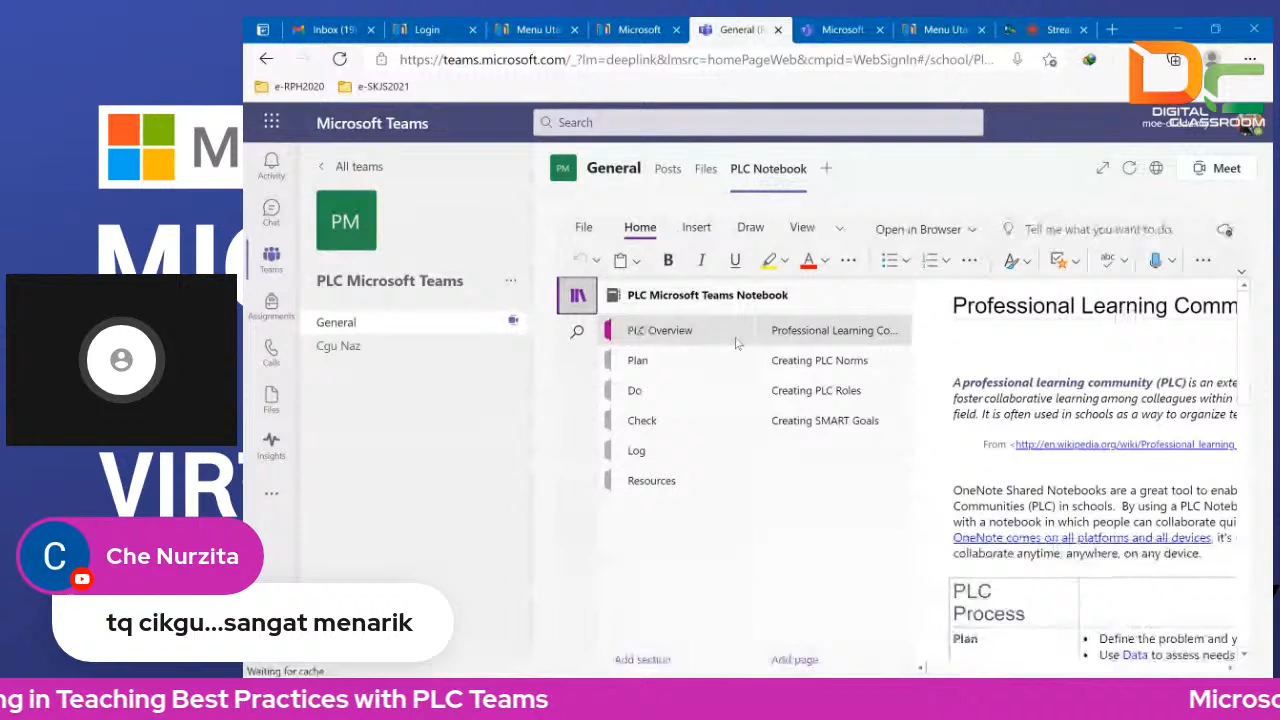 Inbox (19)
Login
Menu Uta
Microsoft
General (
Microsoft
Menu Uta
Strea
https://teams.microsoft.com/_?lm=deeplink&lmsrc=homePageWeb&cmpid=WebSignIn#/school/Pl...
e-RPH2020
e-SKJS2021
DIGITAL
CLASSROOM
Microsoft Teams
Search
M
MIC
VIR
Activity
Chat
Teams
Assignments
Calls
Files
Insights
All teams
PM
PLC Microsoft Teams
General
Cgu Naz
PM
General
Posts
Files
PLC Notebook
Meet
File
Home
Insert
Draw
View
Open in Browser
Tell me what you want to do
B I U A abc
PLC Microsoft Teams Notebook
PLC Overview
Plan
Do
Check
Log
Resources
Add section
Professional Learning Co...
Creating PLC Norms
Creating PLC Roles
Creating SMART Goals
Add page
Professional Learning Comm
A professional learning community (PLC) is an exte
foster collaborative learning among colleagues within
field. It is often used in schools as a way to organize te
From <http://en.wikipedia.org/wiki/Professional_learning_
OneNote Shared Notebooks are a great tool to enab
Communities (PLC) in schools. By using a PLC Noteb
with a notebook in which people can collaborate qui
OneNote comes on all platforms and all devices, it's
collaborate anytime, anywhere, on any device.
PLC
Process
Plan
• Define the problem and y
• Use Data to assess needs
Waiting for cache
C
Che Nurzita
tq cikgu...sangat menarik
ng in Teaching Best Practices with PLC Teams
Microso